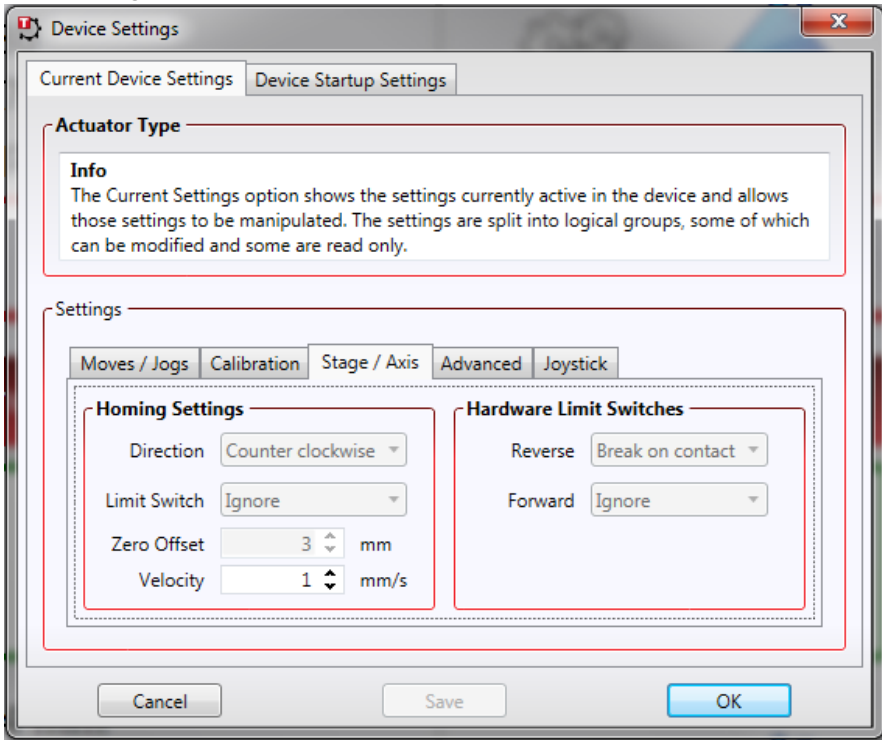 Device Settings
Current Device Settings Device Startup Settings
Actuator Type
Info
The Current Settings option shows the settings currently active in the device and allows
those settings to be manipulated. The settings are split into logical groups, some of which
can be modified and some are read only.
Settings
Moves / Jogs Calibration Stage / Axis Advanced Joystick
Homing Settings
Direction Counter clockwise
Limit Switch Ignore
Zero Offset 3 mm
Velocity 1 mm/s
Hardware Limit Switches
Reverse Break on contact
Forward Ignore
Cancel Save OK